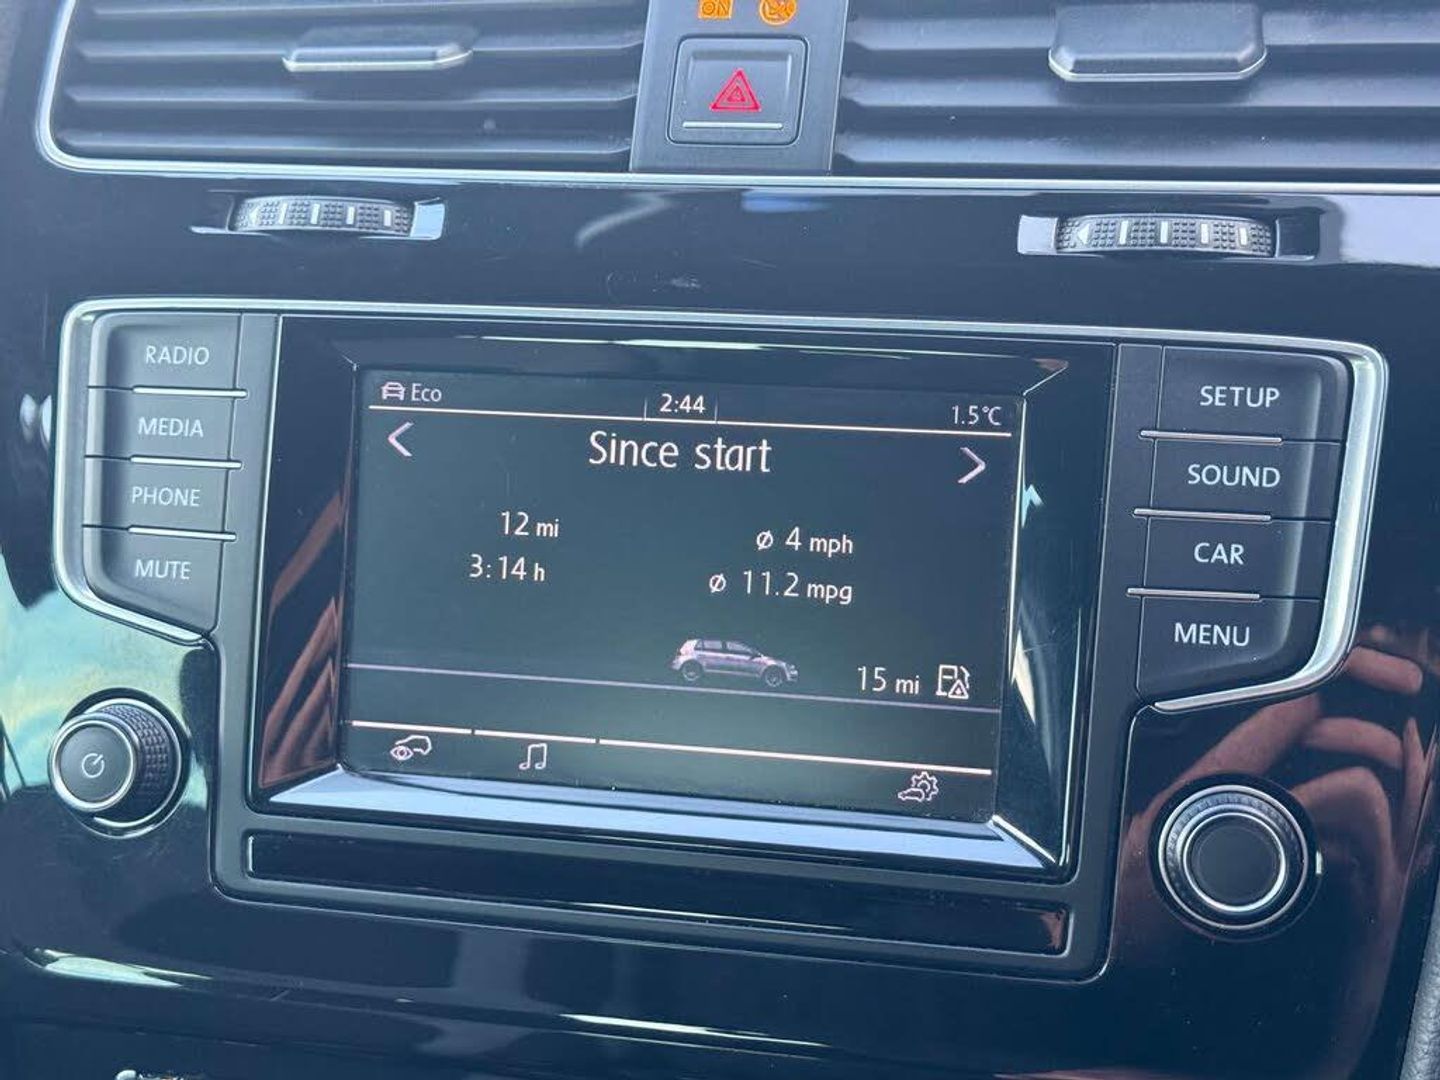 ON
RADIO
MEDIA
PHONE
MUTE
Eco
2:44
1.5°C
Since start
12 mi
ø 4 mph
3:14 h
ø 11.2 mpg
15 mi
SETUP
SOUND
CAR
MENU